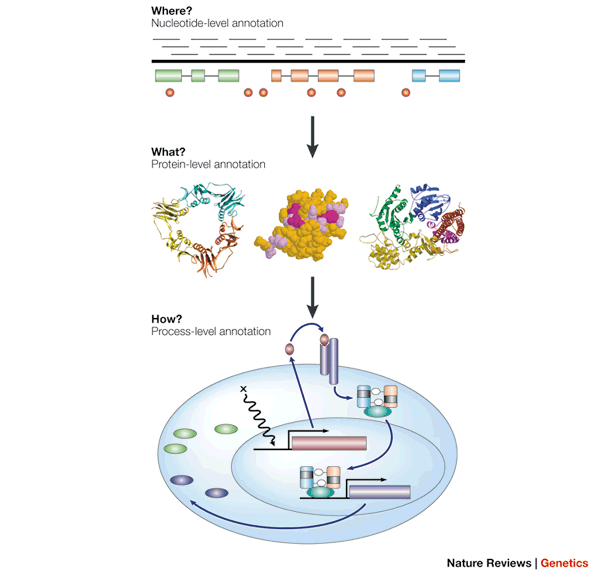 Where?
Nucleotide-level annotation
What?
Protein-level annotation
How?
Process-level annotation
x
Nature Reviews | Genetics